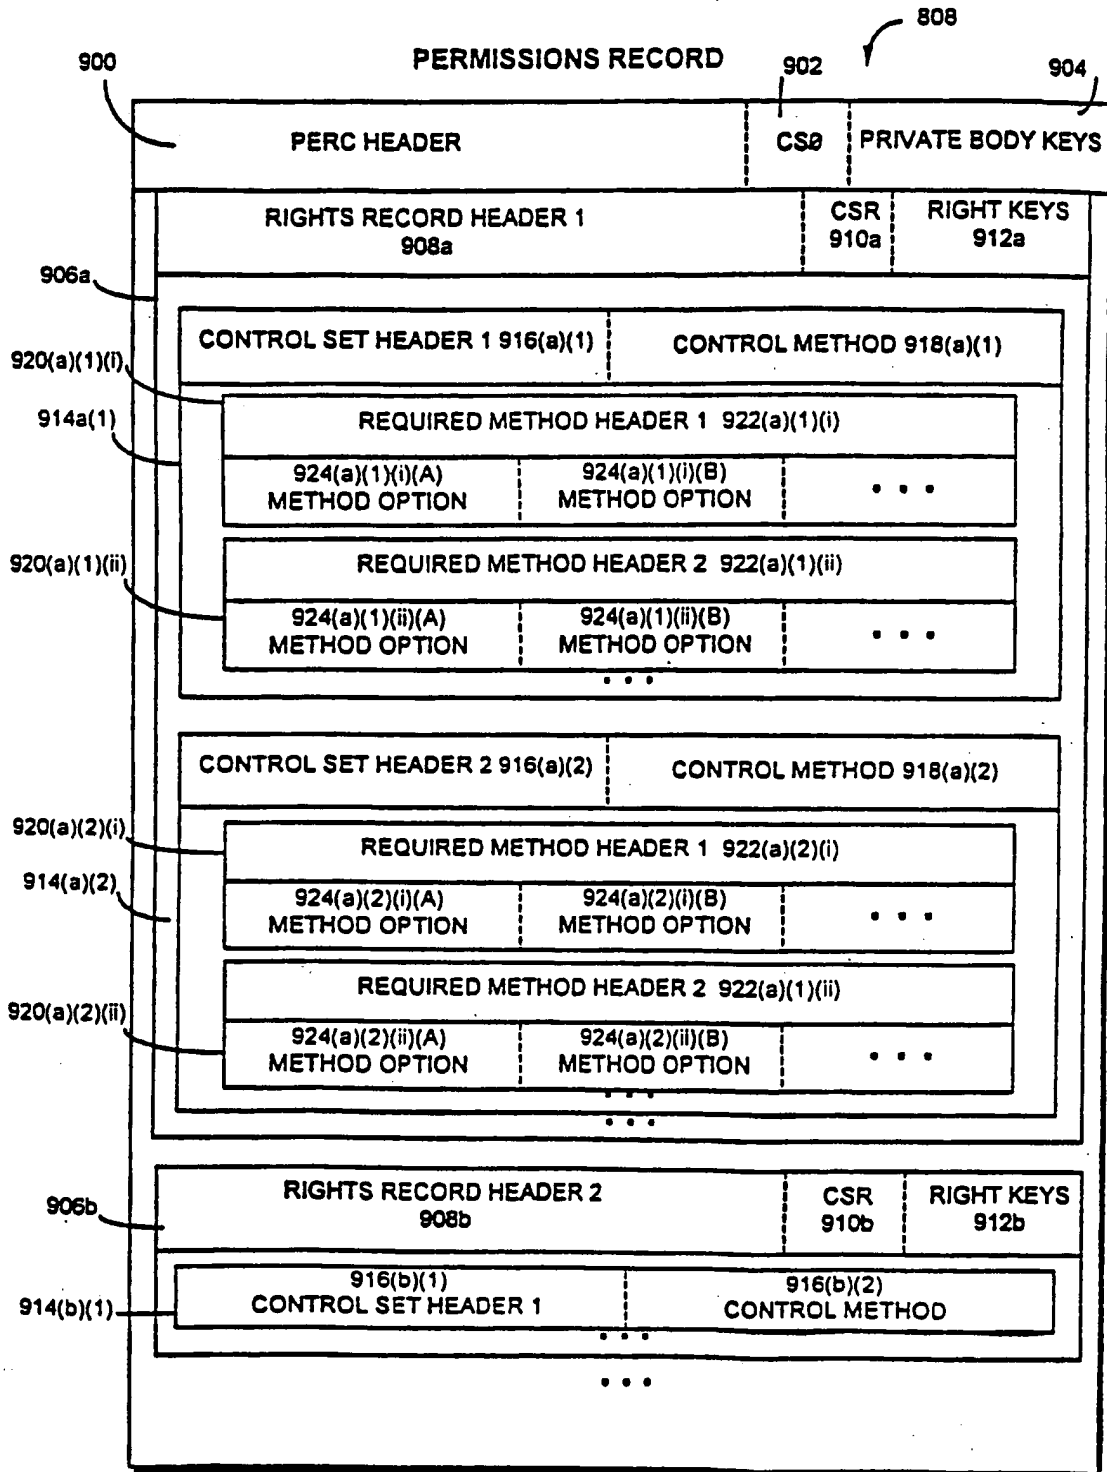 808
PERMISSIONS RECORD
900
902
904
PERC HEADER
CSØ
PRIVATE BODY KEYS
RIGHTS RECORD HEADER 1
908a
CSR
910a
RIGHT KEYS
912a
906a
CONTROL SET HEADER 1 916(a)(1)
CONTROL METHOD 918(a)(1)
920(a)(1)(i)
REQUIRED METHOD HEADER 1 922(a)(1)(i)
914a(1)
924(a)(1)(i)(A)
METHOD OPTION
924(a)(1)(i)(B)
METHOD OPTION
• • •
920(a)(1)(ii)
REQUIRED METHOD HEADER 2 922(a)(1)(ii)
924(a)(1)(ii)(A)
METHOD OPTION
924(a)(1)(ii)(B)
METHOD OPTION
• • •
• • •
CONTROL SET HEADER 2 916(a)(2)
CONTROL METHOD 918(a)(2)
920(a)(2)(i)
REQUIRED METHOD HEADER 1 922(a)(2)(i)
914(a)(2)
924(a)(2)(i)(A)
METHOD OPTION
924(a)(2)(i)(B)
METHOD OPTION
• • •
920(a)(2)(ii)
REQUIRED METHOD HEADER 2 922(a)(1)(ii)
924(a)(2)(ii)(A)
METHOD OPTION
924(a)(2)(ii)(B)
METHOD OPTION
• • •
• • •
• • •
906b
RIGHTS RECORD HEADER 2
908b
CSR
910b
RIGHT KEYS
912b
914(b)(1)
916(b)(1)
CONTROL SET HEADER 1
916(b)(2)
CONTROL METHOD
• • •
• • •